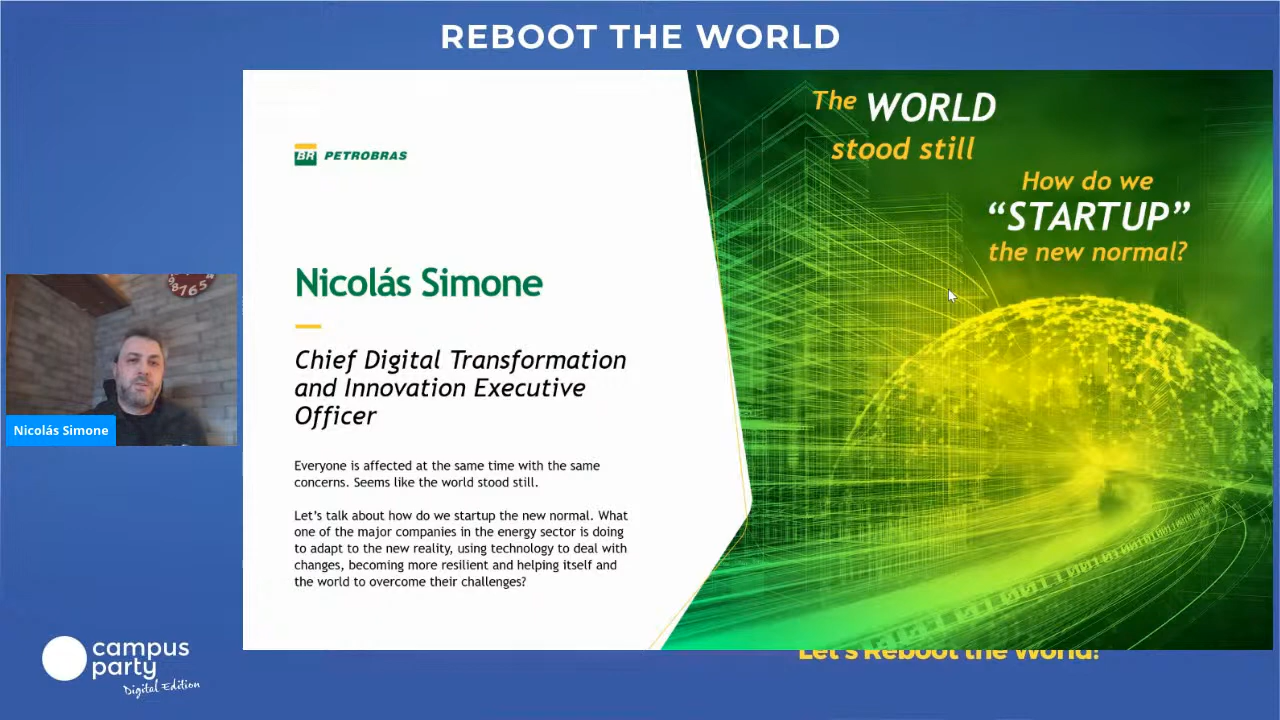 REBOOT THE WORLD
BR PETROBRAS
Nicolás Simone
Chief Digital Transformation
and Innovation Executive
Officer
Everyone is affected at the same time with the same
concerns. Seems like the world stood still.
Let's talk about how do we startup the new normal. What
one of the major companies in the energy sector is doing
to adapt to the new reality, using technology to deal with
changes, becoming more resilient and helping itself and
the world to overcome their challenges?
The WORLD
stood still
How do we
“STARTUP”
the new normal?
8765
Nicolás Simone
campus
party
Digital Edition
Let's Reboot the World!